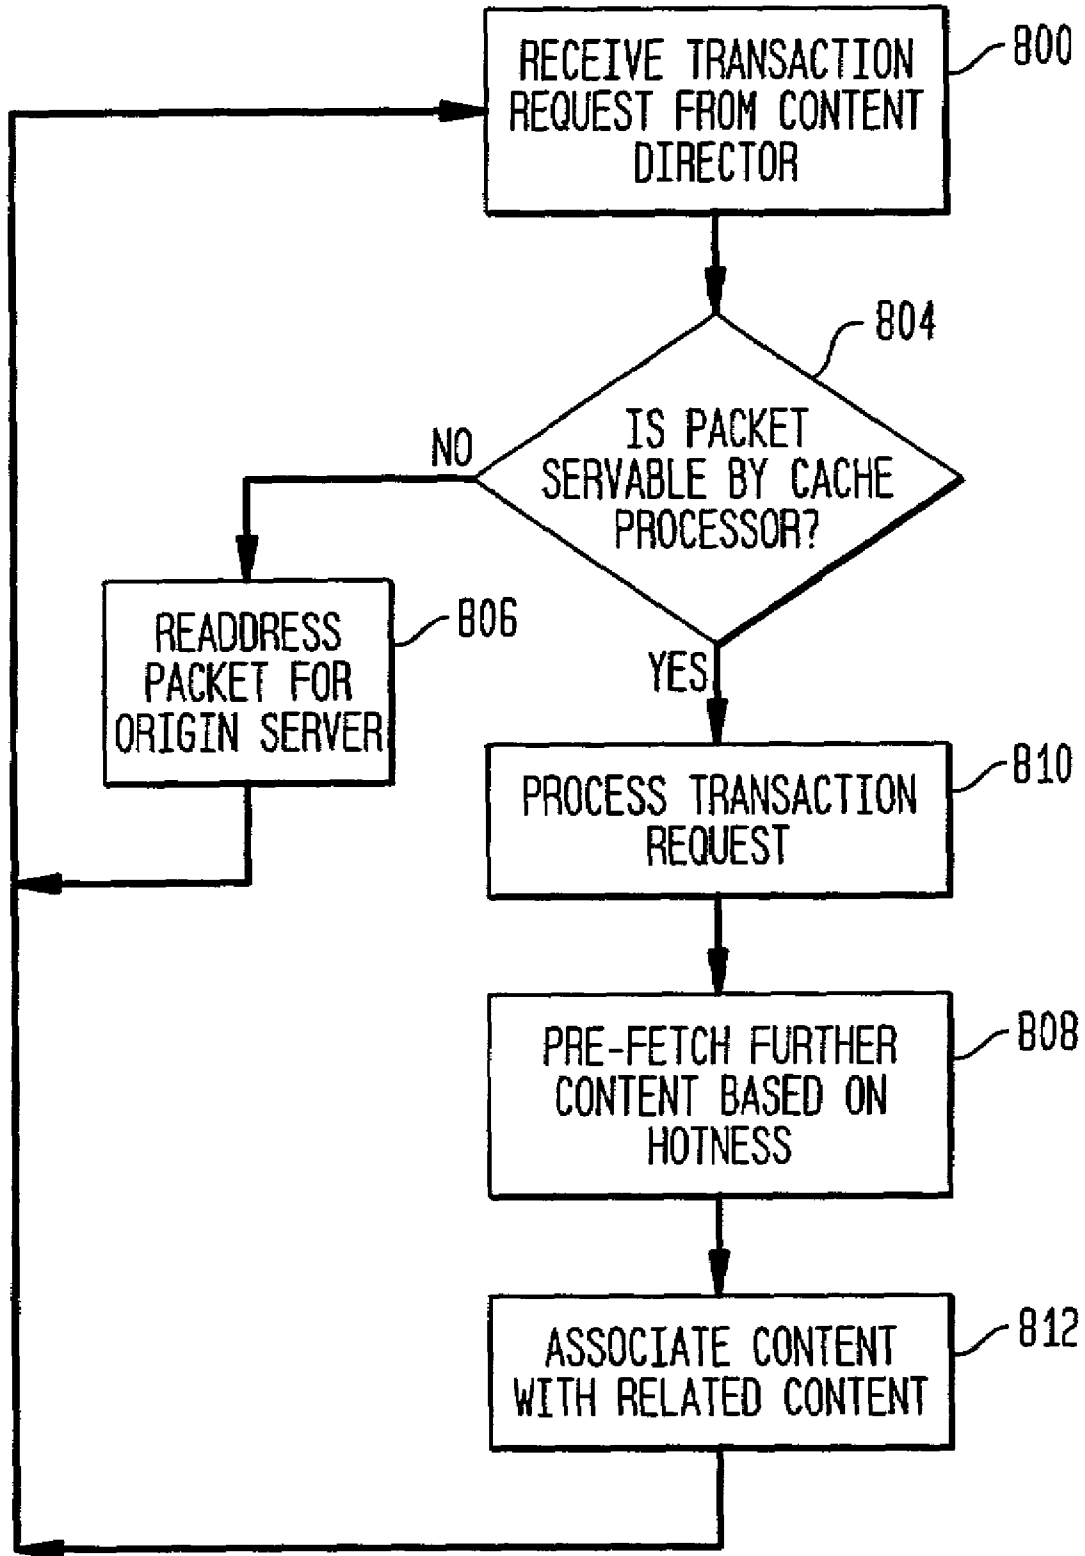 RECEIVE TRANSACTION
REQUEST FROM CONTENT
DIRECTOR
800
804
IS PACKET
SERVABLE BY CACHE
PROCESSOR?
NO
YES
READDRESS
PACKET FOR
ORIGIN SERVER
806
PROCESS TRANSACTION
REQUEST
810
PRE-FETCH FURTHER
CONTENT BASED ON
HOTNESS
808
ASSOCIATE CONTENT
WITH RELATED CONTENT
812